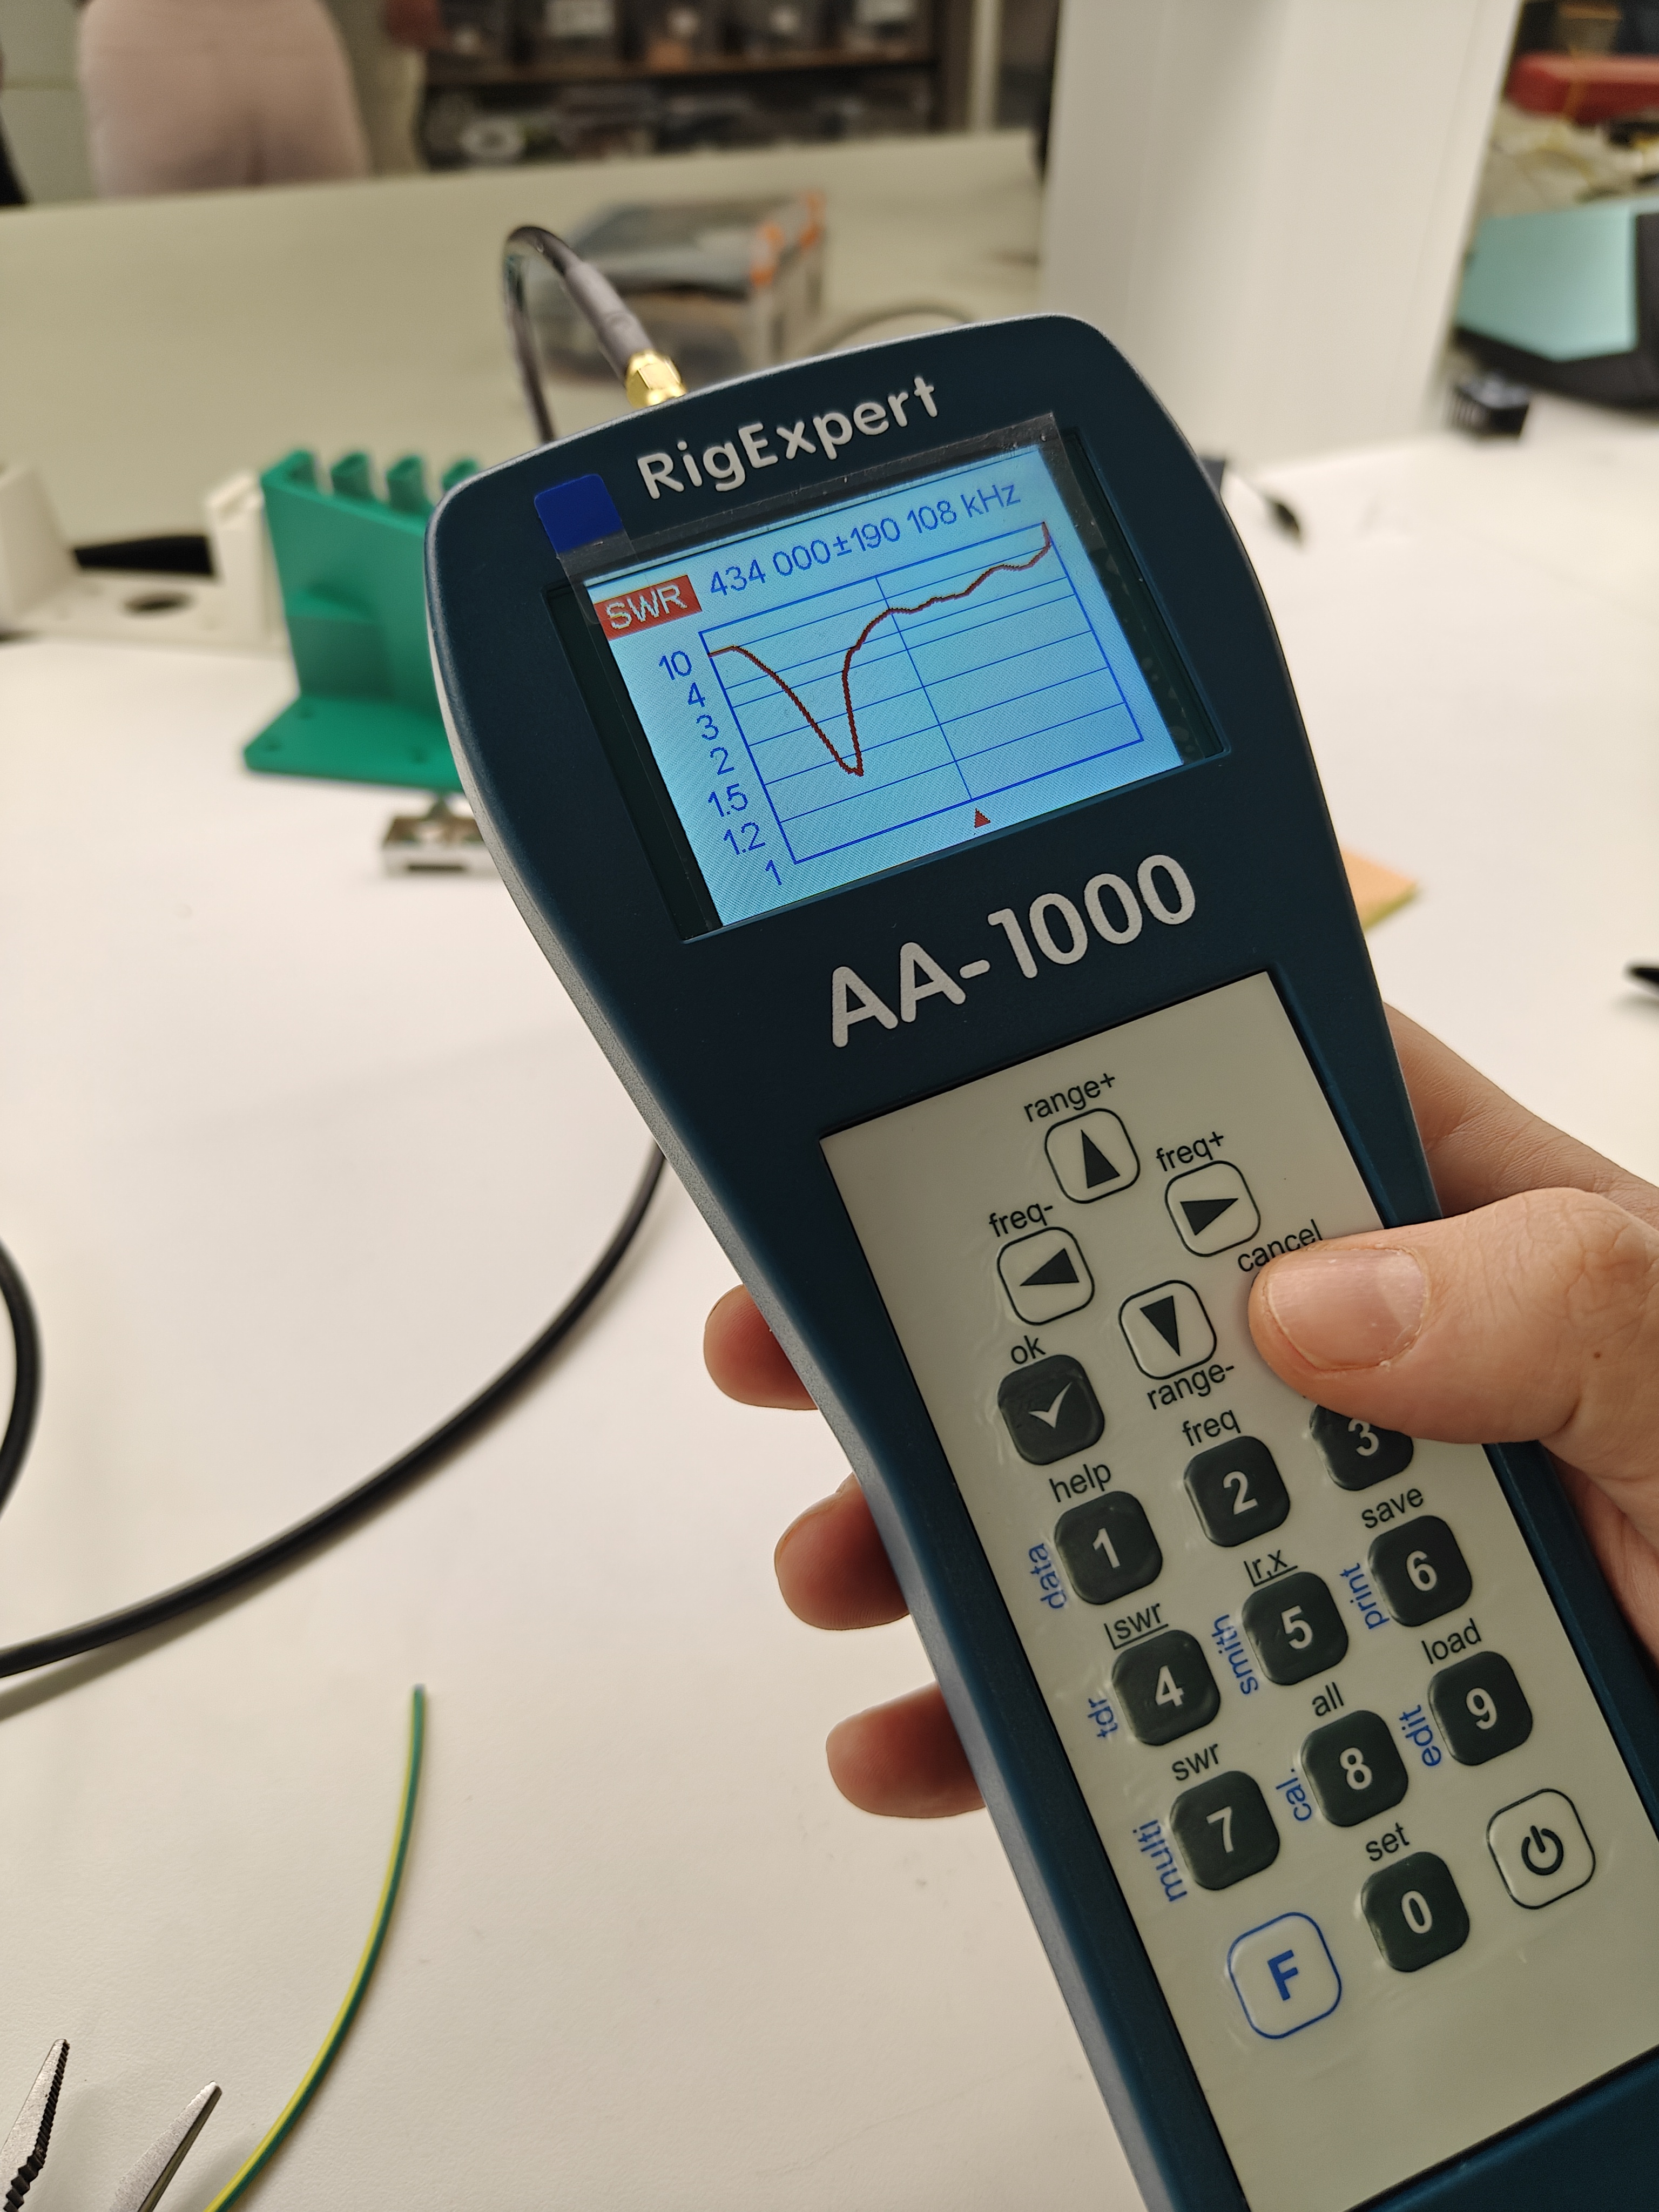 RigExpert
SWR 434 000±190 108 kHz
10
4
3
2
1.5
1.2
1
AA-1000
range+
freq+
freq-
cancel
ok
range-
help
freq
1
2
3
data
lswr
lr,x
save
4
5
6
tdr
smith
print
swr
all
load
7
8
9
multi
cal.
edit
set
F
0